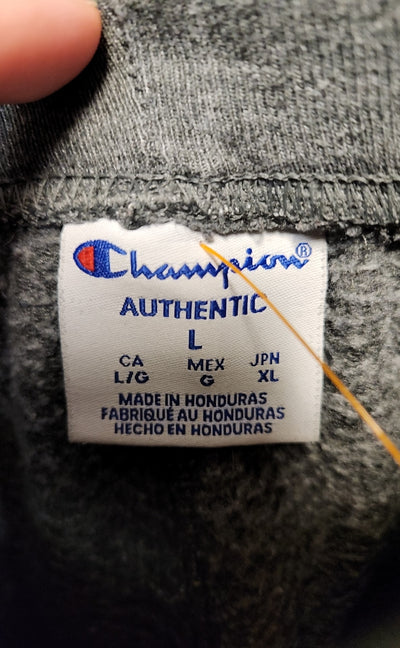 Champion®
AUTHENTIC
L
CA MEX JPN
L/G G XL
MADE IN HONDURAS
FABRIQUÉ AU HONDURAS
HECHO EN HONDURAS